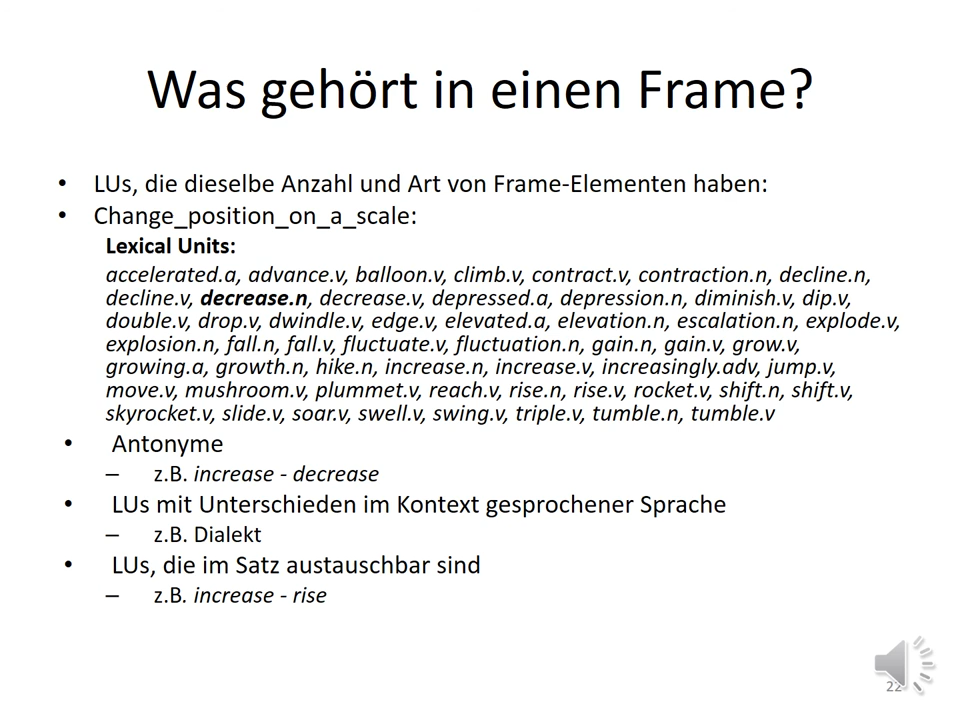 Was gehört in einen Frame?
• LUs, die dieselbe Anzahl und Art von Frame-Elementen haben:
• Change_position_on_a_scale:
Lexical Units:
accelerated.a, advance.v, balloon.v, climb.v, contract.v, contraction.n, decline.n,
decline.v, decrease.n, decrease.v, depressed.a, depression.n, diminish.v, dip.v,
double.v, drop.v, dwindle.v, edge.v, elevated.a, elevation.n, escalation.n, explode.v,
explosion.n, fall.n, fall.v, fluctuate.v, fluctuation.n, gain.n, gain.v, grow.v,
growing.a, growth.n, hike.n, increase.n, increase.v, increasingly.adv, jump.v,
move.v, mushroom.v, plummet.v, reach.v, rise.n, rise.v, rocket.v, shift.n, shift.v,
skyrocket.v, slide.v, soar.v, swell.v, swing.v, triple.v, tumble.n, tumble.v
• Antonyme
– z.B. increase - decrease
• LUs mit Unterschieden im Kontext gesprochener Sprache
– z.B. Dialekt
• LUs, die im Satz austauschbar sind
– z.B. increase - rise
22